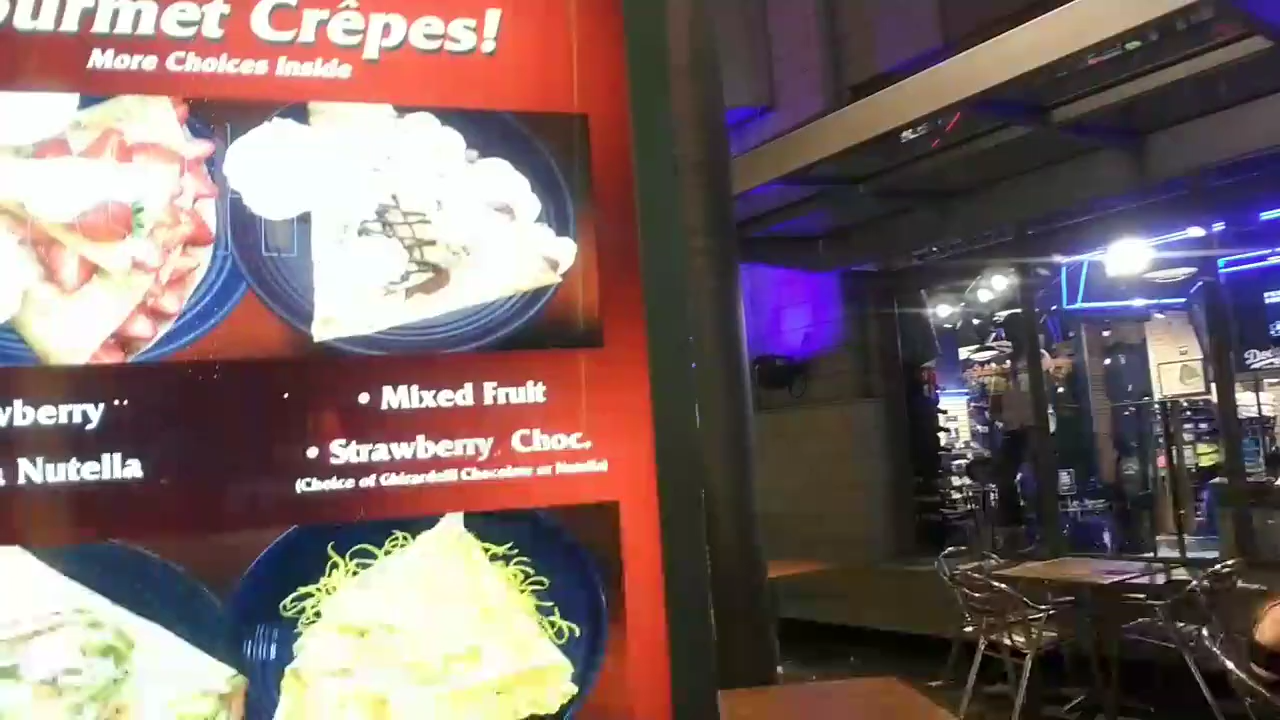 ourmet Crêpes!
More Choices Inside
wberry
• Mixed Fruit
Nutella
• Strawberry Choc.
(Choice of Ghirardelli Chocolate or Nutella)